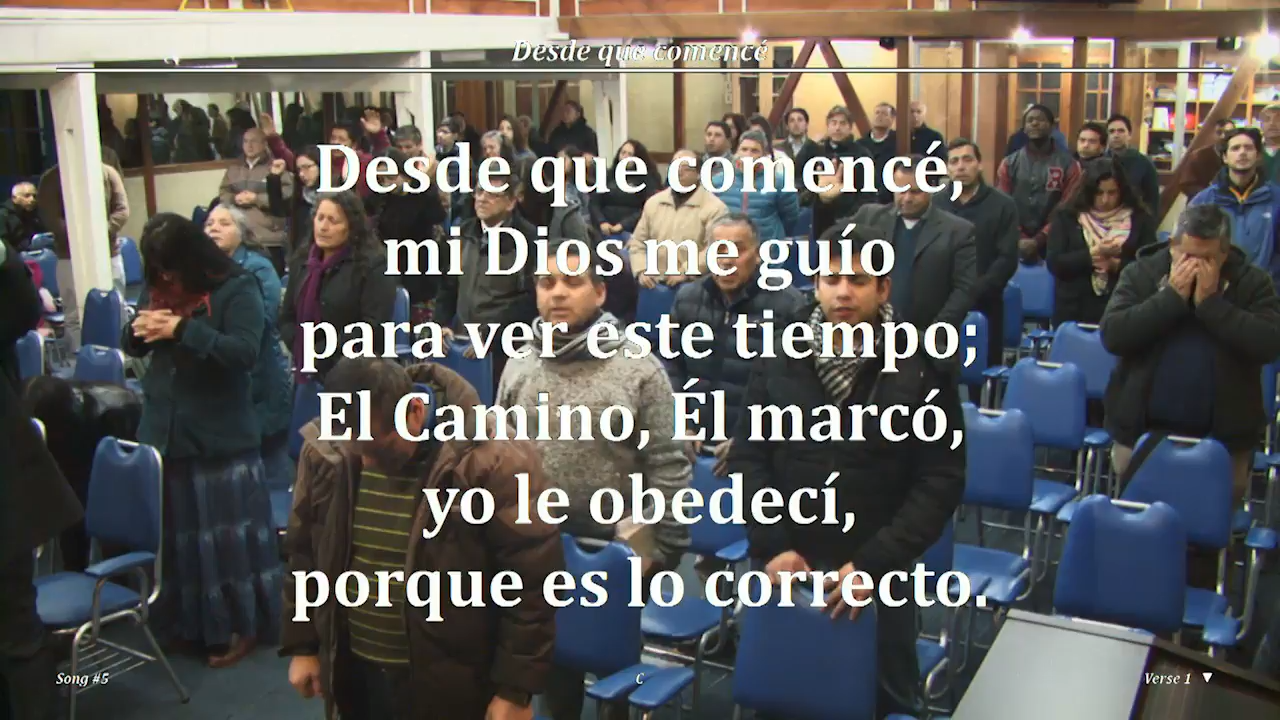 Desde que comencé
Desde que comencé,
mi Dios me guío
para ver este tiempo;
El Camino, Él marcó,
yo le obedecí,
porque es lo correcto.
Song #5
C
Verse 1 ▼